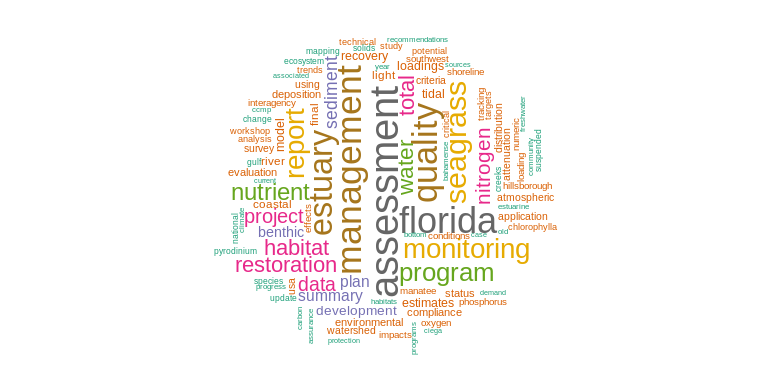 recommendations
technical
solids
study
mapping
recovery
potential
ecosystem
southwest
trends
year
light
loadings
sources
associated
criteria
shoreline
using
sediment
total
tidal
deposition
interagency
final
management
assessment
quality
seagrass
critical
tracking
targets
ccmp
change
report
model
estuary
water
nitrogen
distribution
numeric
freshwater
workshop
analysis
survey
bahamense
attenuation
community
suspended
gulf
river
loading
evaluation
creeks
current
hillsborough
nutrient
atmospheric
coastal
estuarine
project
effects
florida
application
national
climate
benthic
bottom
conditions
case
old
chlorophylla
habitat
monitoring
pyrodinium
restoration
program
species
progress
usa
data
plan
manatee
status
demand
update
summary
habitats
estimates
phosphorus
carbon
assurance
development
compliance
environmental
oxygen
watershed
impacts
ciega
protection
programs